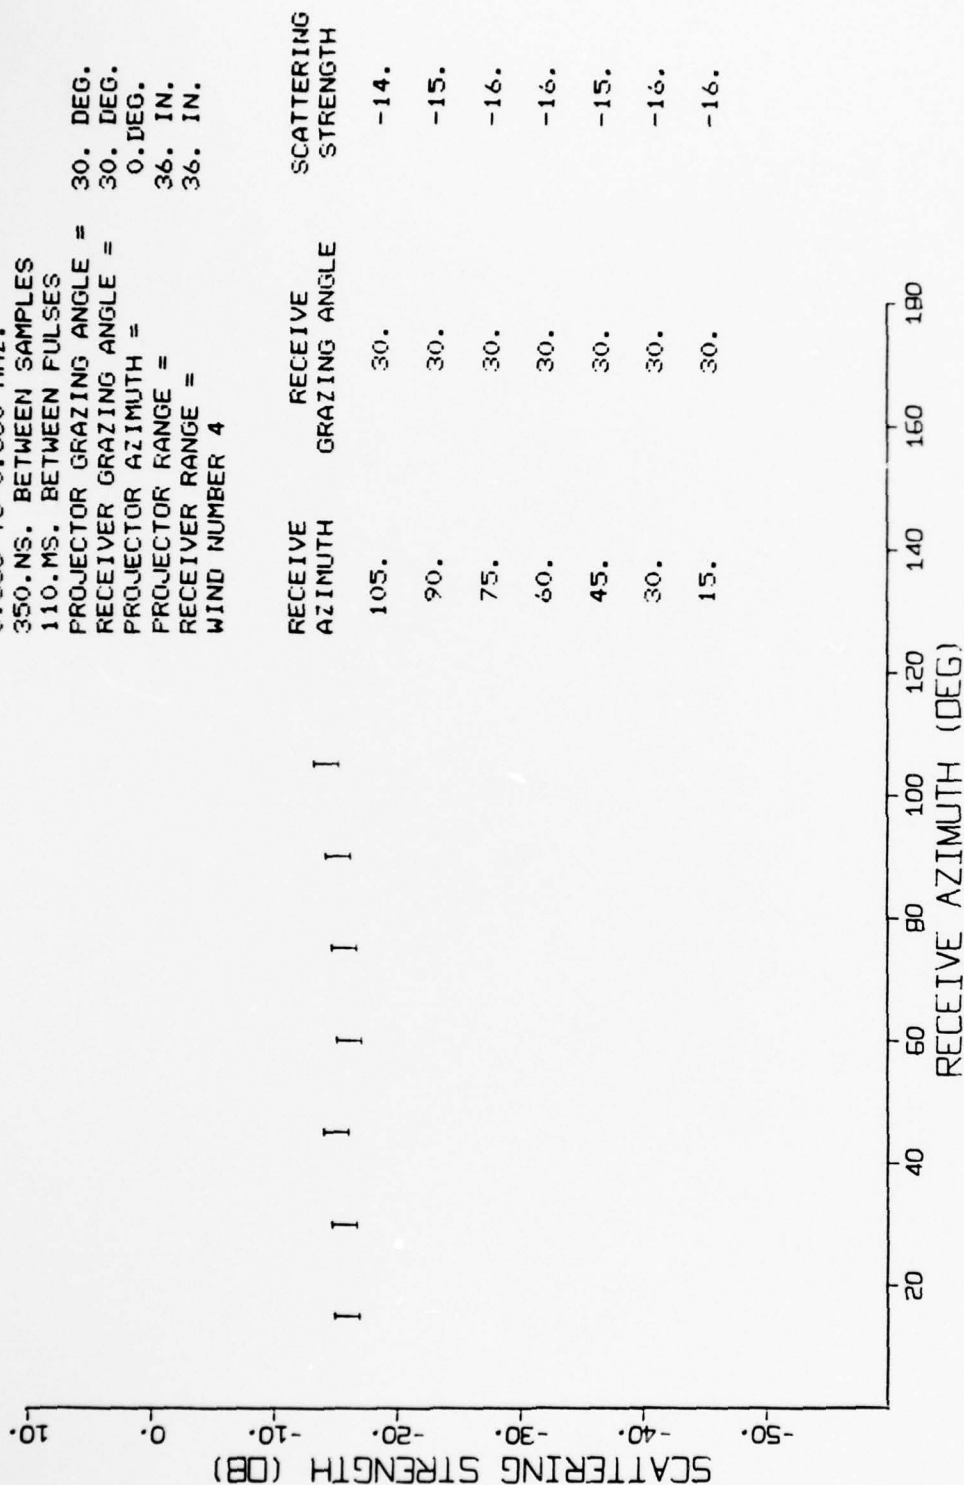 350.NS. BETWEEN SAMPLES
110.MS. BETWEEN PULSES
PROJECTOR GRAZING ANGLE = 30. DEG.
RECEIVER GRAZING ANGLE = 30. DEG.
PROJECTOR AZIMUTH = 0.DEG.
PROJECTOR RANGE = 36. IN.
RECEIVER RANGE = 36. IN.
WIND NUMBER 4
RECEIVE RECEIVE SCATTERING
AZIMUTH GRAZING ANGLE STRENGTH
105. 30. -14.
90. 30. -15.
75. 30. -16.
60. 30. -16.
45. 30. -15.
30. 30. -16.
15. 30. -16.
SCATTERING STRENGTH (DB)
10.
0.
-10.
-20.
-30.
-40.
-50.
20 40 60 80 100 120 140 160 180
RECEIVE AZIMUTH (DEG)